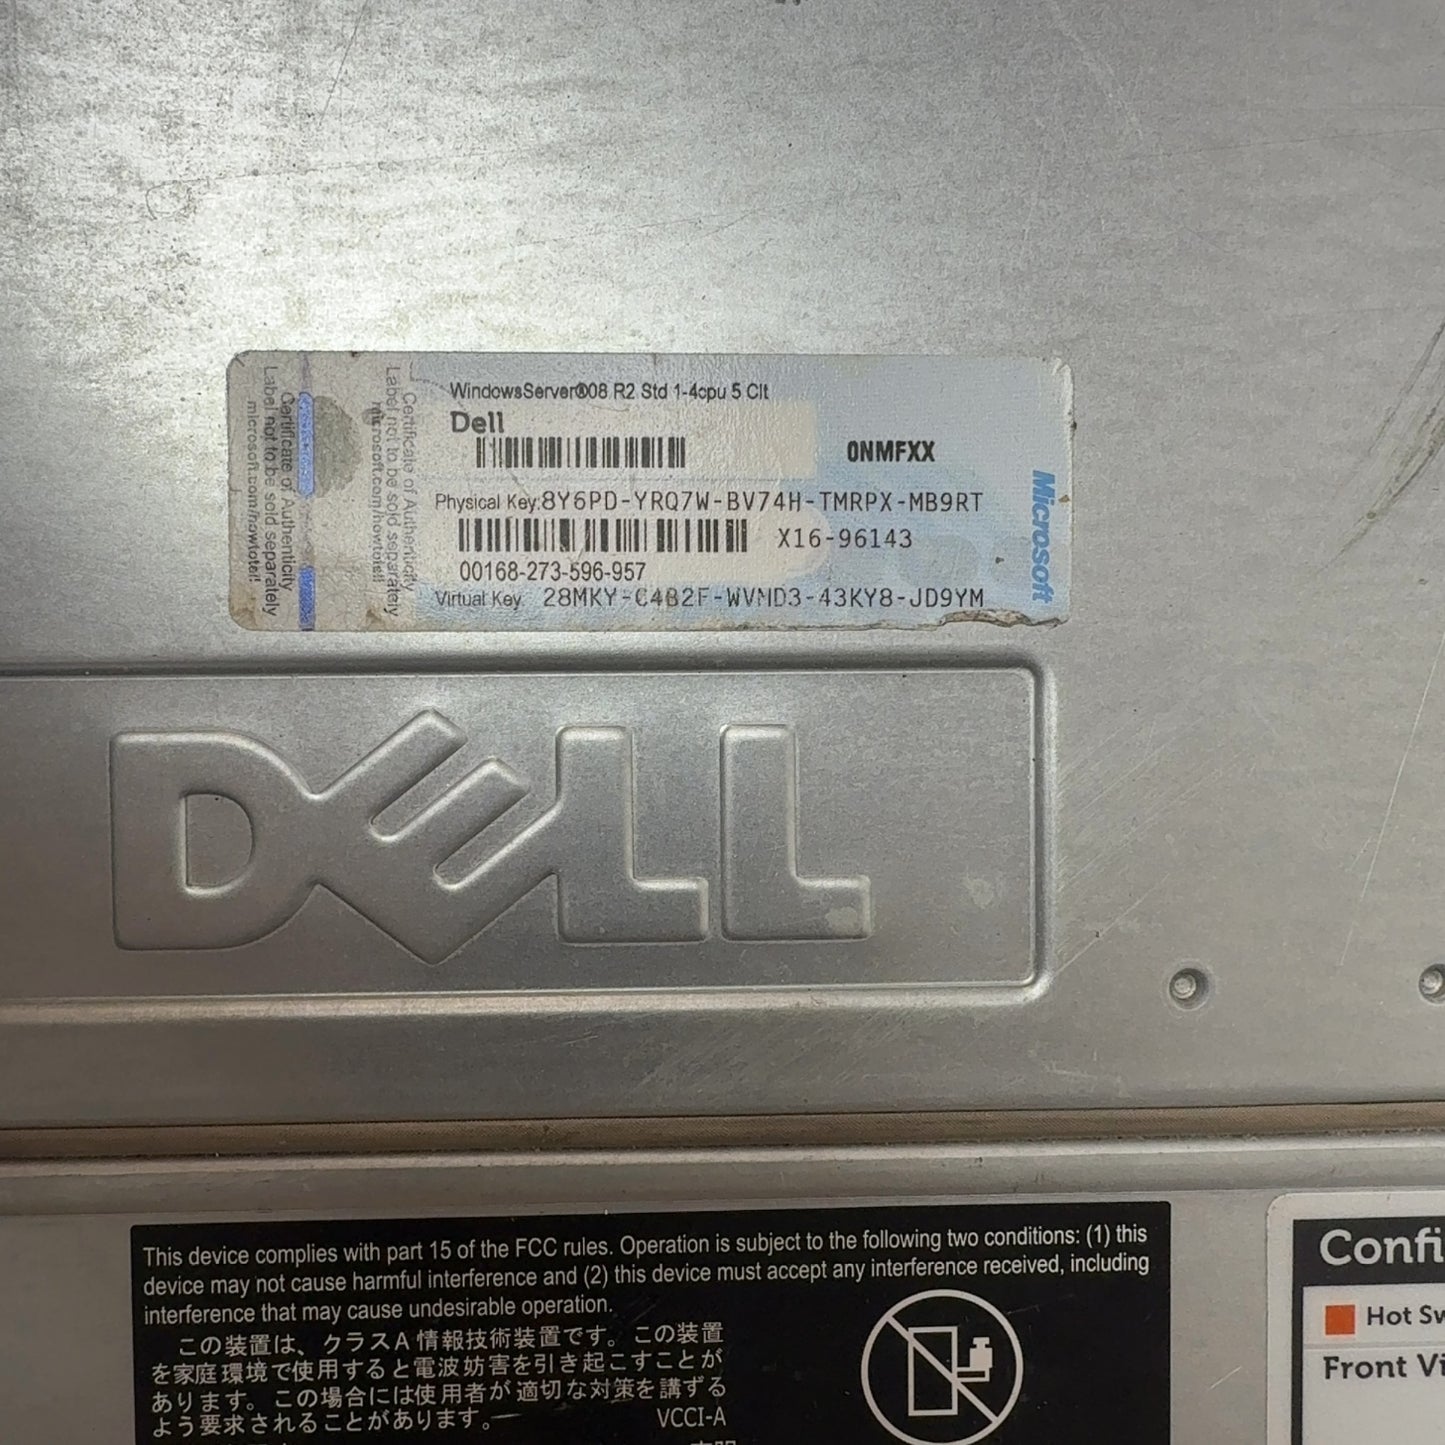 Certificate of Authenticity
Label not to be sold separately
microsoft.com/howtotell
Certificate of Authenticity
Label not to be sold separately
microsoft.com/howtotell
WindowsServer®08 R2 Std 1-4cpu 5 Clt
Dell
0NMFXX
Physical Key:8Y6PD-YRQ7W-BV74H-TMRPX-MB9RT
X16-96143
00168-273-596-957
Virtual Key 28MKY-C4B2F-WVMD3-43KY8-JD9YM
Microsoft
DELL
This device complies with part 15 of the FCC rules. Operation is subject to the following two conditions: (1) this
device may not cause harmful interference and (2) this device must accept any interference received, including
interference that may cause undesirable operation.
この装置は、クラスA情報技術装置です。この装置
を家庭環境で使用すると電波妨害を引き起こすことが
あります。この場合には使用者が適切な対策を講ずる
よう要求されることがあります。
VCCI-A
Confi
Hot Sw
Front Vi